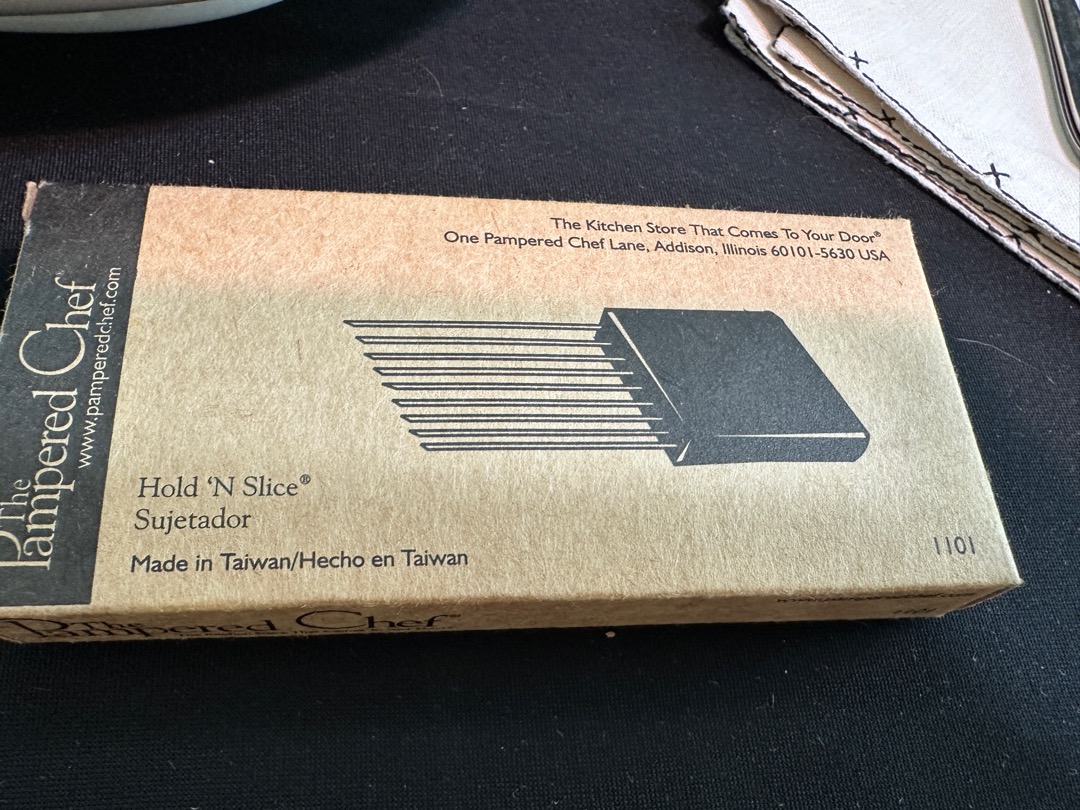 The Kitchen Store That Comes To Your Door®
One Pampered Chef Lane, Addison, Illinois 60101-5630 USA
The
Pampered Chef
www.pamperedchef.com
Hold 'N Slice®
Sujetador
Made in Taiwan/Hecho en Taiwan
1101
The
Pampered Chef®
1101